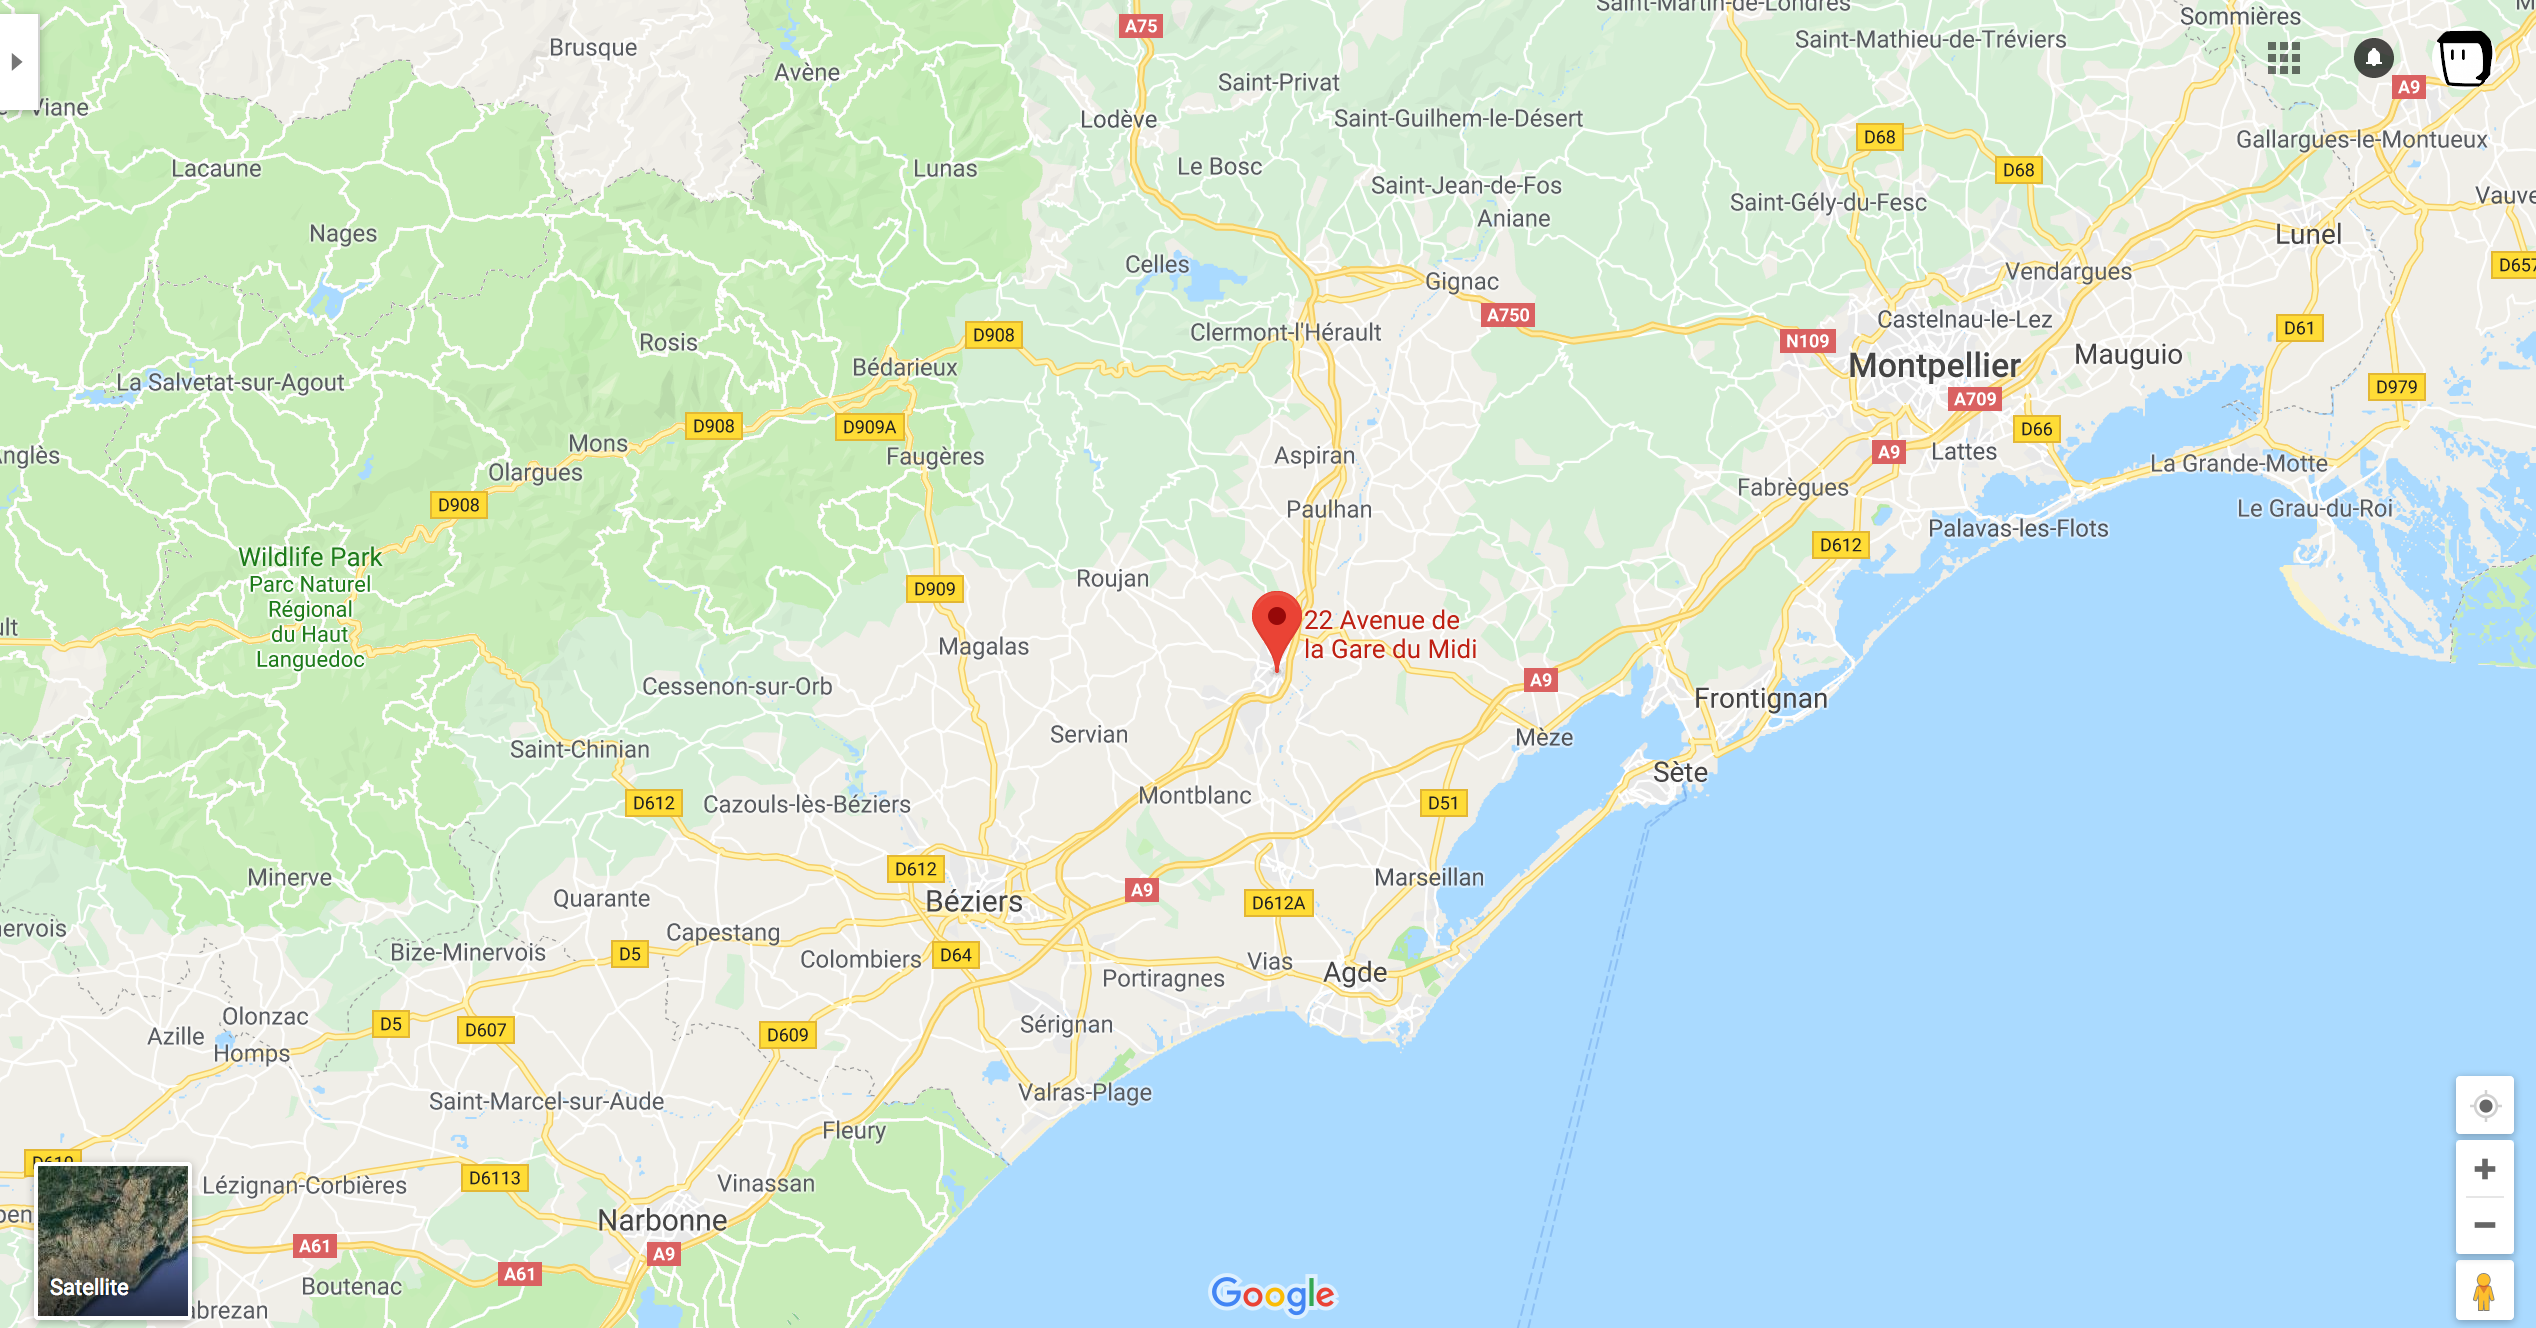 Saint-Martin-de-Londres
Sommières
A75
Brusque
Saint-Mathieu-de-Tréviers
Avène
Saint-Privat
A9
Viane
Lodève
Saint-Guilhem-le-Désert
D68
Gallargues-le-Montueux
Lacaune
Lunas
Le Bosc
D68
Saint-Jean-de-Fos
Aniane
Saint-Gély-du-Fesc
Vauve
Nages
Lunel
Celles
Gignac
Vendargues
D657
A750
Rosis
D908
Clermont-l'Hérault
N109
Castelnau-le-Lez
D61
Bédarieux
Montpellier
Mauguio
La Salvetat-sur-Agout
A709
D979
D908
D909A
D66
Mons
Anglès
Olargues
Faugères
Aspiran
A9
Lattes
La Grande-Motte
Fabrègues
D908
Paulhan
Le Grau-du-Roi
Palavas-les-Flots
D612
Wildlife Park
Parc Naturel
Régional
du Haut
Languedoc
Roujan
D909
ult
22 Avenue de
la Gare du Midi
Magalas
Cessenon-sur-Orb
A9
Frontignan
Saint-Chinian
Servian
Mèze
Sète
D612
Cazouls-lès-Béziers
Montblanc
D51
Minerve
D612
A9
Marseillan
Quarante
Béziers
D612A
ervois
Capestang
Bize-Minervois
D5
Colombiers
D64
Portiragnes
Vias
Agde
Olonzac
D5
D607
D609
Sérignan
Azille
Homps
Saint-Marcel-sur-Aude
Valras-Plage
Fleury
D610
Lézignan-Corbières
D6113
Vinassan
pen
Narbonne
A61
A9
A61
Satellite
Boutenac
abrezan
Google